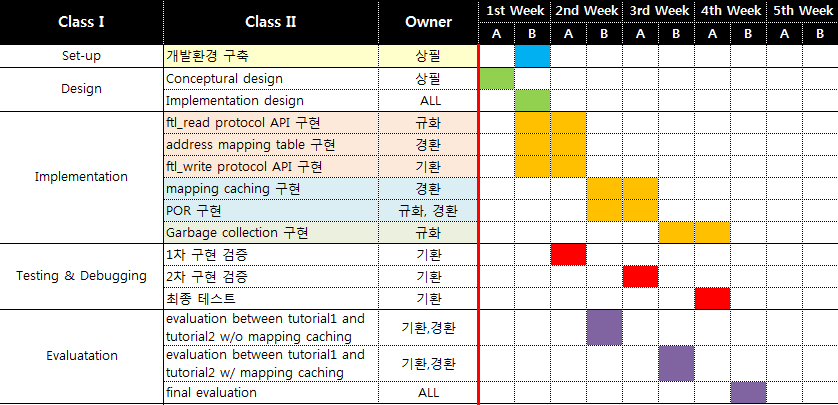 Class I Class II Owner 1st Week 2nd Week 3rd Week 4th Week 5th Week
A B A B A B A B A B
Set-up 개발환경 구축 상필
Design Conceptural design 상필
Implementation design ALL
Implementation ftl_read protocol API 구현 규화
address mapping table 구현 경환
ftl_write protocol API 구현 기환
mapping caching 구현 경환
POR 구현 규화, 경환
Garbage collection 구현 규화
Testing & Debugging 1차 구현 검증 기환
2차 구현 검증 기환
최종 테스트 기환
Evaluatation evaluation between tutorial1 and
tutorial2 w/o mapping caching 기환,경환
evaluation between tutorial1 and
tutorial2 w/ mapping caching 기환,경환
final evaluation ALL